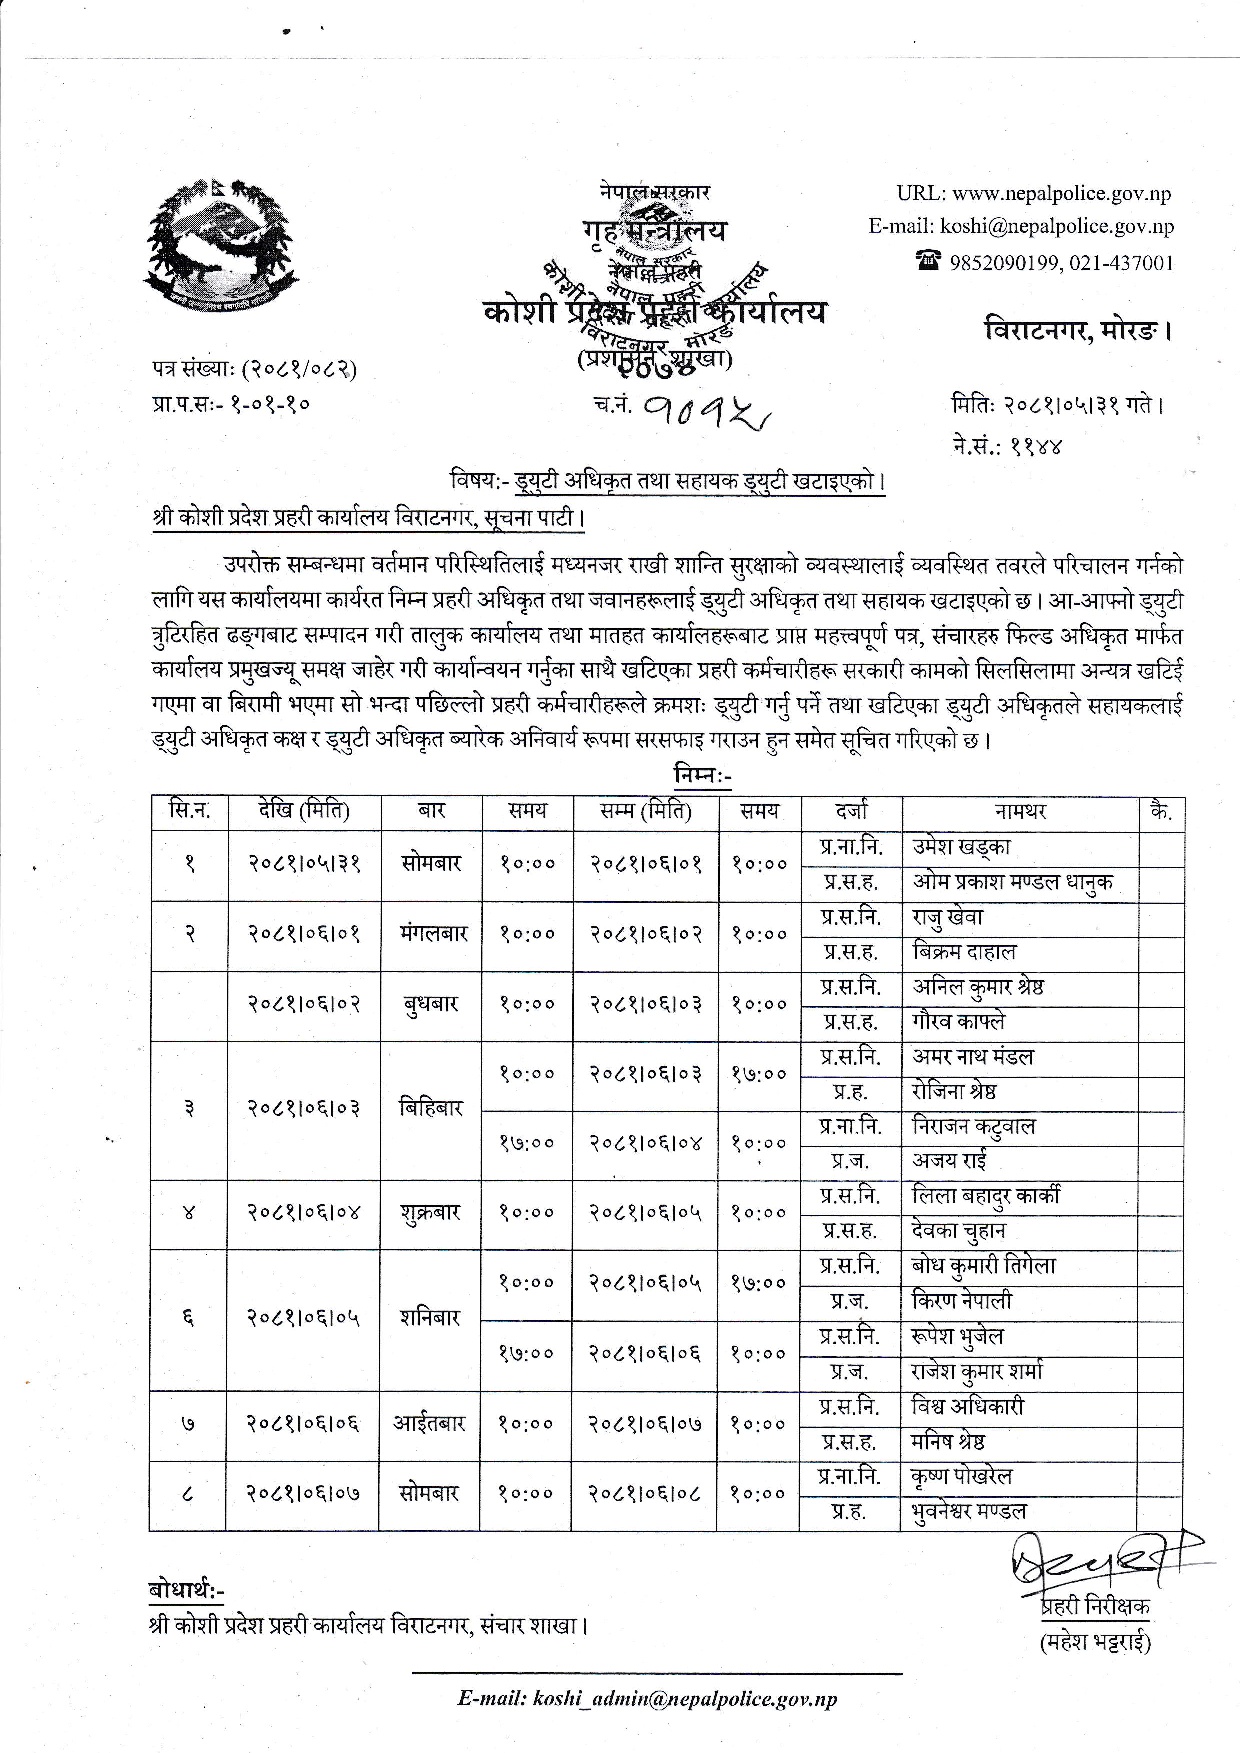 नेपाल सरकार
गृह मन्त्रालय
नेपाल प्रहरी
कोशी प्रदेश प्रहरी कार्यालय
(प्रशासन शाखा)
नेपाल सरकार
नेपाल प्रहरी
कोशी प्रदेश प्रहरी कार्यालय
विराटनगर, मोरङ
२०७४
URL: www.nepalpolice.gov.np
E-mail: koshi@nepalpolice.gov.np
☎ 9852090199, 021-437001
विराटनगर, मोरङ।
पत्र संख्याः (२०८१/०८२)
प्रा.प.सः- १-०१-१० च.नं. १०१५ मितिः २०८१।०५।३१ गते।
ने.सं.: ११४४
विषय:- ड्युटी अधिकृत तथा सहायक ड्युटी खटाइएको।
श्री कोशी प्रदेश प्रहरी कार्यालय विराटनगर, सूचना पाटी।
उपरोक्त सम्बन्धमा वर्तमान परिस्थितिलाई मध्यनजर राखी शान्ति सुरक्षाको व्यवस्थालाई व्यवस्थित तवरले परिचालन गर्नको
लागि यस कार्यालयमा कार्यरत निम्न प्रहरी अधिकृत तथा जवानहरूलाई ड्युटी अधिकृत तथा सहायक खटाइएको छ। आ-आफ्नो ड्युटी
त्रुटिरहित ढङ्गबाट सम्पादन गरी तालुक कार्यालय तथा मातहत कार्यालहरूबाट प्राप्त महत्त्वपूर्ण पत्र, संचारहरु फिल्ड अधिकृत मार्फत
कार्यालय प्रमुखज्यू समक्ष जाहेर गरी कार्यान्वयन गर्नुका साथै खटिएका प्रहरी कर्मचारीहरू सरकारी कामको सिलसिलामा अन्यत्र खटिई
गएमा वा बिरामी भएमा सो भन्दा पछिल्लो प्रहरी कर्मचारीहरूले क्रमशः ड्युटी गर्नु पर्ने तथा खटिएका ड्युटी अधिकृतले सहायकलाई
ड्युटी अधिकृत कक्ष र ड्युटी अधिकृत ब्यारेक अनिवार्य रूपमा सरसफाइ गराउन हुन समेत सूचित गरिएको छ।
निम्नः-
सि.न. देखि (मिति) बार समय सम्म (मिति) समय दर्जा नामथर कै.
१ २०८१।०५।३१ सोमबार १०:०० २०८१।०६।०१ १०:०० प्र.ना.नि. उमेश खड्का
प्र.स.ह. ओम प्रकाश मण्डल धानुक
२ २०८१।०६।०१ मंगलबार १०:०० २०८१।०६।०२ १०:०० प्र.स.नि. राजु खेवा
प्र.स.ह. बिक्रम दाहाल
२०८१।०६।०२ बुधबार १०:०० २०८१।०६।०३ १०:०० प्र.स.नि. अनिल कुमार श्रेष्ठ
प्र.स.ह. गौरव काफ्ले
३ २०८१।०६।०३ बिहिबार १०:०० २०८१।०६।०३ १७:०० प्र.स.नि. अमर नाथ मंडल
प्र.ह. रोजिना श्रेष्ठ
१७:०० २०८१।०६।०४ १०:०० प्र.ना.नि. निराजन कटुवाल
प्र.ज. अजय राई
४ २०८१।०६।०४ शुक्रबार १०:०० २०८१।०६।०५ १०:०० प्र.स.नि. लिला बहादुर कार्की
प्र.स.ह. देवका चुहान
६ २०८१।०६।०५ शनिबार १०:०० २०८१।०६।०५ १७:०० प्र.स.नि. बोध कुमारी तिगेला
प्र.ज. किरण नेपाली
१७:०० २०८१।०६।०६ १०:०० प्र.स.नि. रूपेश भुजेल
प्र.ज. राजेश कुमार शर्मा
७ २०८१।०६।०६ आईतबार १०:०० २०८१।०६।०७ १०:०० प्र.स.नि. विश्व अधिकारी
प्र.स.ह. मनिष श्रेष्ठ
८ २०८१।०६।०७ सोमबार १०:०० २०८१।०६।०८ १०:०० प्र.ना.नि. कृष्ण पोखरेल
प्र.ह. भुवनेश्वर मण्डल
बोधार्थ:-
श्री कोशी प्रदेश प्रहरी कार्यालय विराटनगर, संचार शाखा।
प्रहरी निरीक्षक
(महेश भट्टराई)
E-mail: koshi_admin@nepalpolice.gov.np